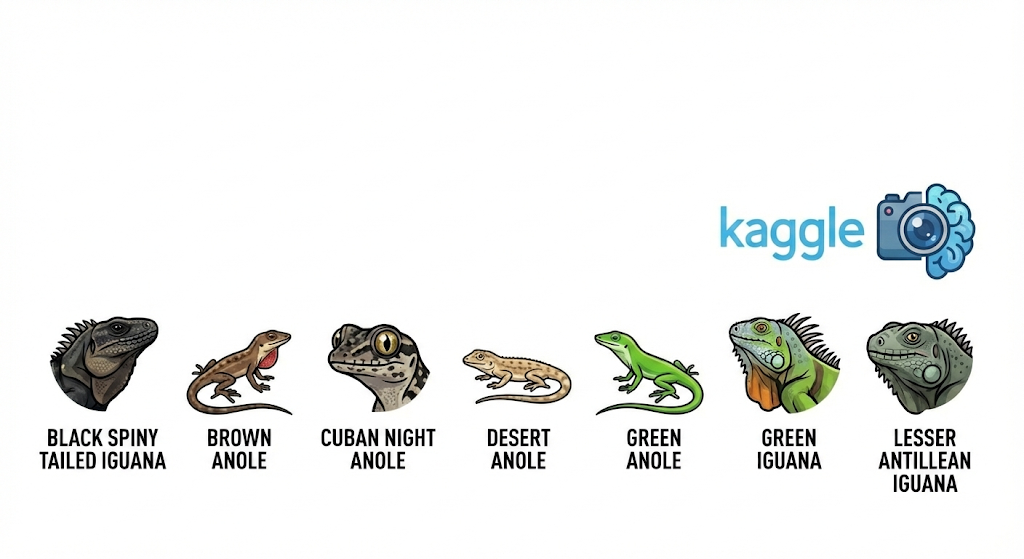 kaggle
BLACK SPINY
TAILED IGUANA
BROWN
ANOLE
CUBAN NIGHT
ANOLE
DESERT
ANOLE
GREEN
ANOLE
GREEN
IGUANA
LESSER
ANTILLEAN
IGUANA